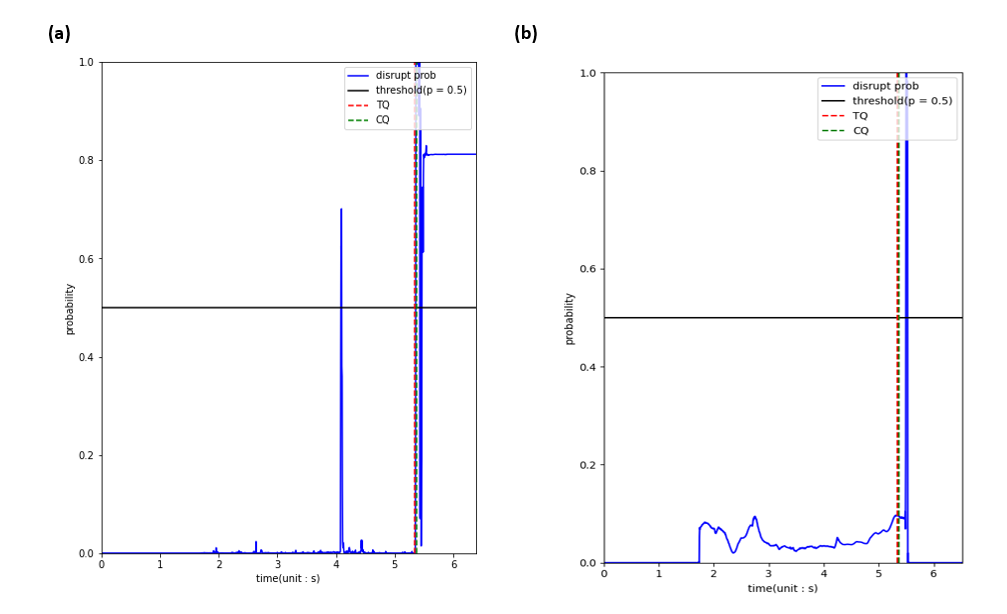 (a)
1.0
0.8
0.6
0.4
0.2
0.0
probability
0 1 2 3 4 5 6
time(unit : s)
disrupt prob
threshold(p = 0.5)
TQ
CQ
(b)
1.0
0.8
0.6
0.4
0.2
0.0
probability
0 1 2 3 4 5 6
time(unit : s)
disrupt prob
threshold(p = 0.5)
TQ
CQ